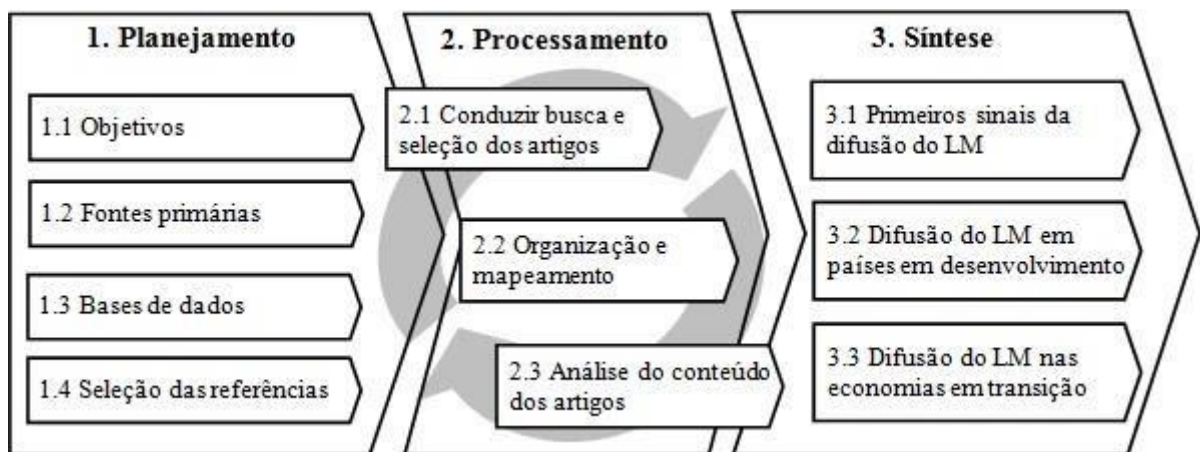 1. Planejamento
1.1 Objetivos
1.2 Fontes primárias
1.3 Bases de dados
1.4 Seleção das referências
2. Processamento
2.1 Conduzir busca e
seleção dos artigos
2.2 Organização e
mapeamento
2.3 Análise do conteúdo
dos artigos
3. Síntese
3.1 Primeiros sinais da
difusão do LM
3.2 Difusão do LM em
países em desenvolvimento
3.3 Difusão do LM nas
economias em transição